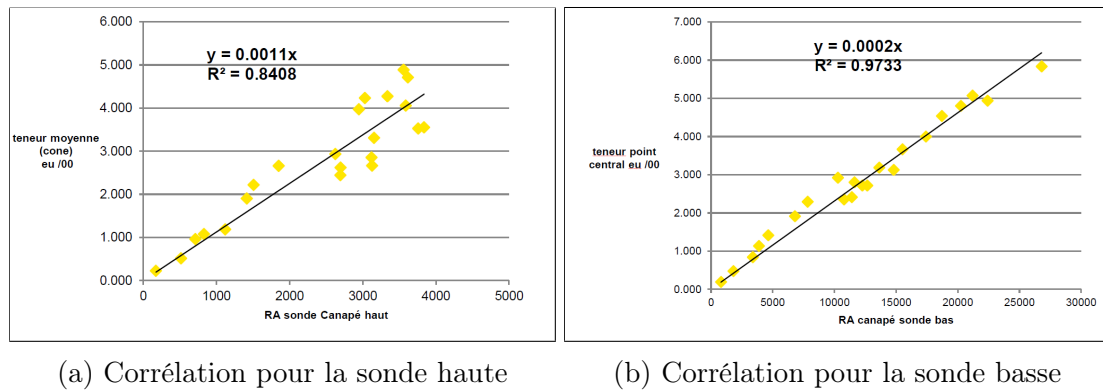 6.000
5.000
4.000
3.000
2.000
1.000
0.000
teneur moyenne
(cone)
eu /00
y = 0.0011x
R² = 0.8408
0 1000 2000 3000 4000 5000
RA sonde Canapé haut
7.000
6.000
5.000
4.000
3.000
2.000
1.000
0.000
teneur point
central eu /00
y = 0.0002x
R² = 0.9733
0 5000 10000 15000 20000 25000 30000
RA canapé sonde bas
(a) Corrélation pour la sonde haute
(b) Corrélation pour la sonde basse